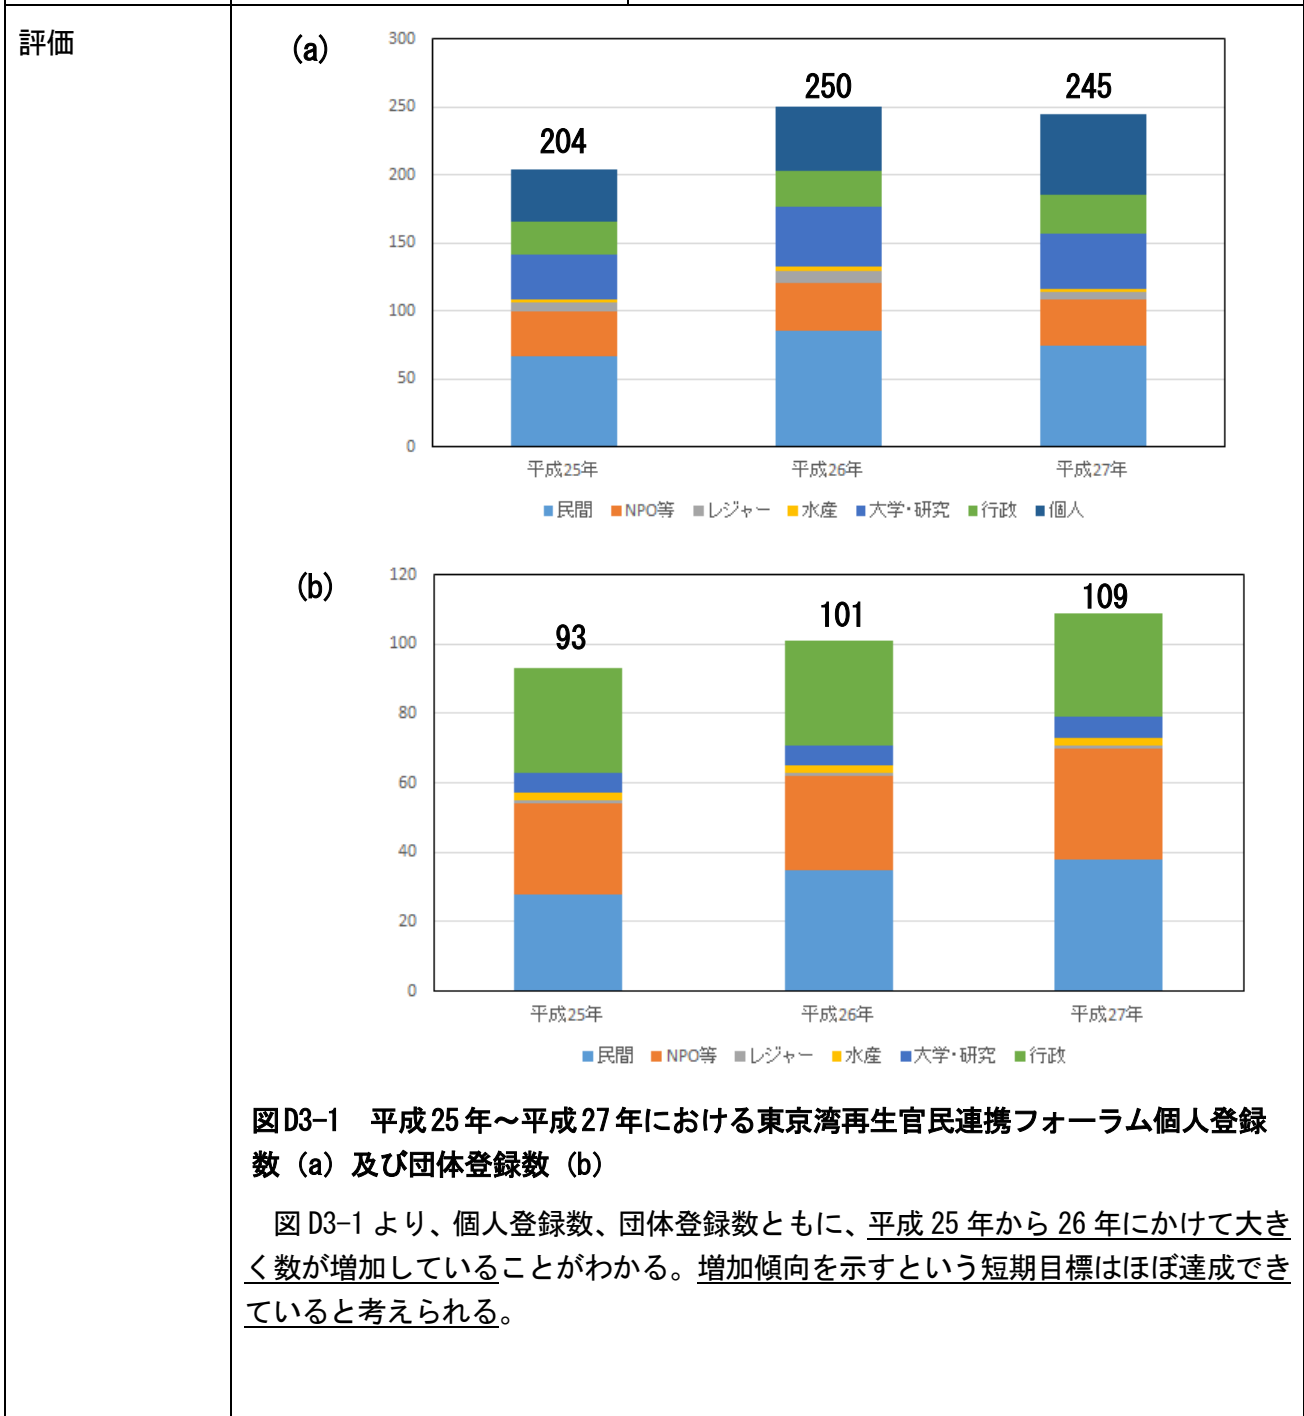 評価
(a)
300
250
200
150
100
50
0
204
250
245
平成25年
平成26年
平成27年
民間 NPO等 レジャー 水産 大学・研究 行政 個人
(b)
120
100
80
60
40
20
0
93
101
109
平成25年
平成26年
平成27年
民間 NPO等 レジャー 水産 大学・研究 行政
図D3-1 平成25年～平成27年における東京湾再生官民連携フォーラム個人登録
数（a）及び団体登録数（b）
図D3-1より、個人登録数、団体登録数ともに、平成25年から26年にかけて大き
く数が増加していることがわかる。増加傾向を示すという短期目標はほぼ達成でき
ていると考えられる。